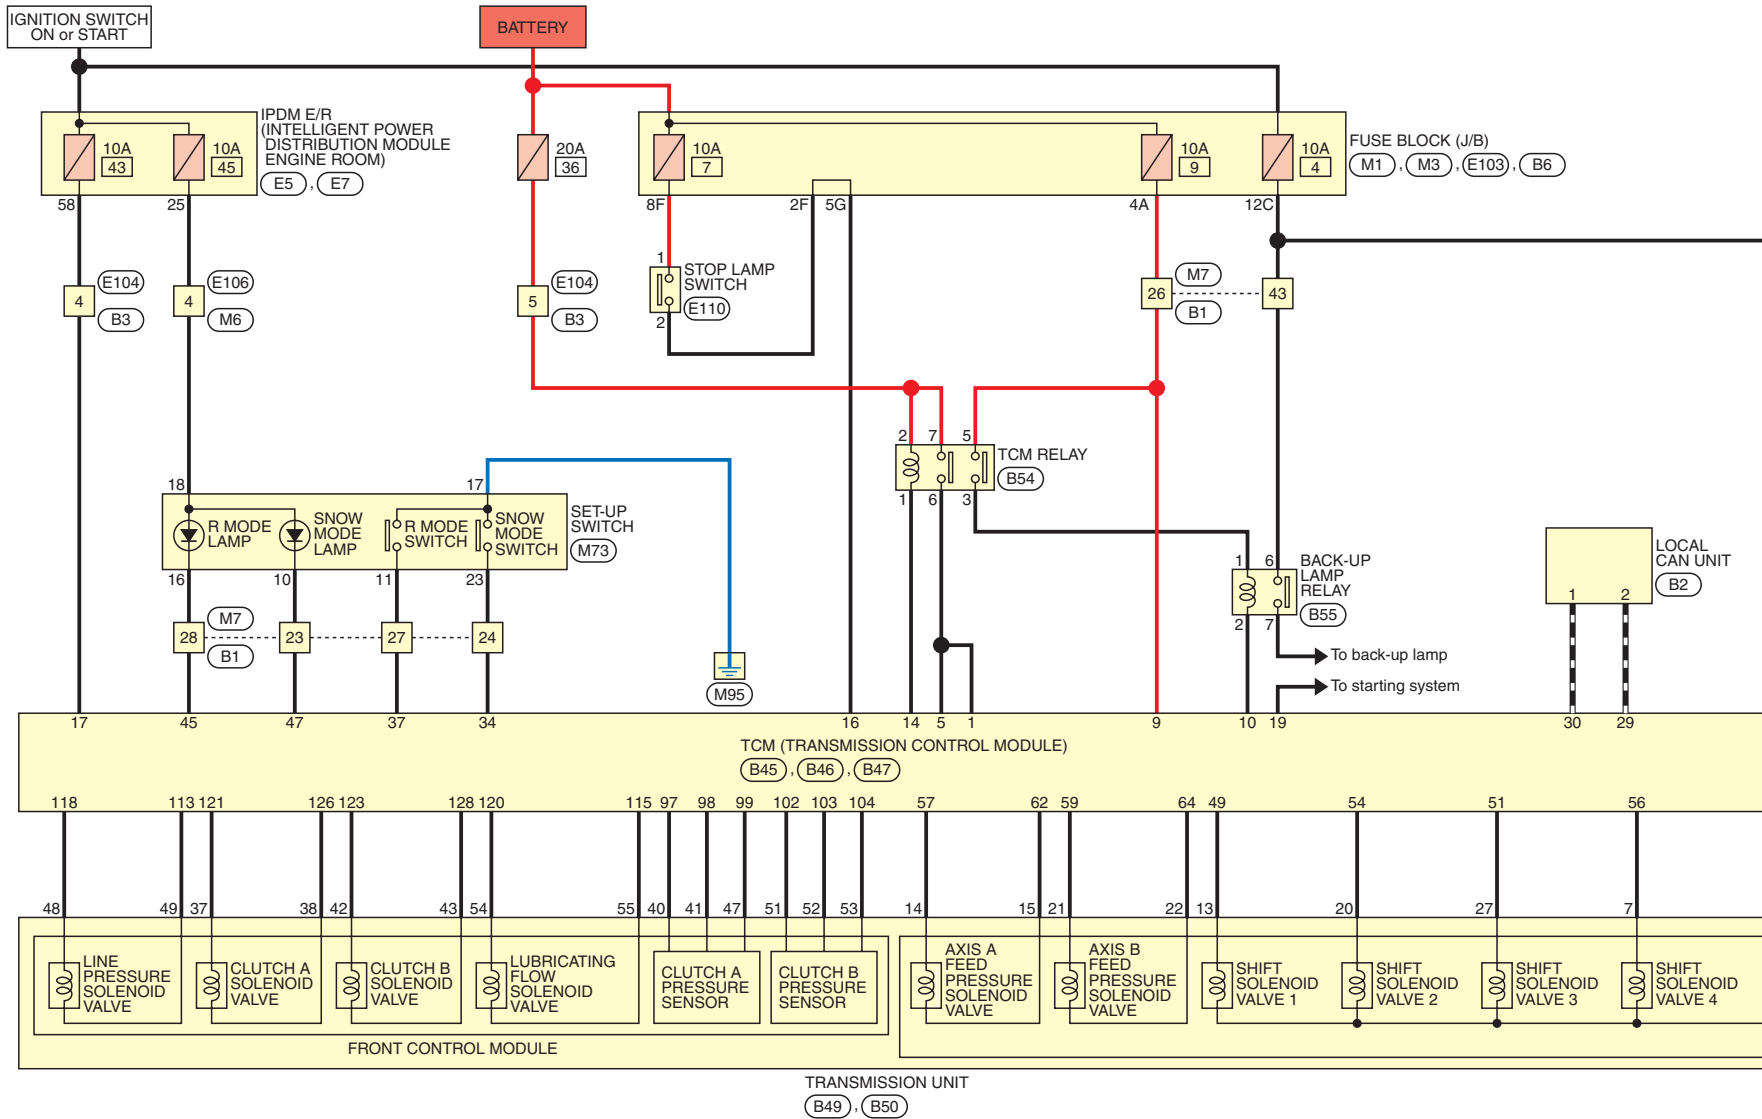 IGNITION SWITCH
ON or START
BATTERY
IPDM E/R
(INTELLIGENT POWER
DISTRIBUTION MODULE
ENGINE ROOM)
E5 , E7
10A
43
10A
45
20A
36
10A
7
10A
9
10A
4
FUSE BLOCK (J/B)
M1 , M3 , E103 , B6
58
25
8F
2F
5G
4A
12C
4
E104
B3
4
E106
M6
5
E104
B3
1
STOP LAMP
SWITCH
E110
2
26
M7
B1
43
2
7
5
TCM RELAY
B54
1
6
3
18
17
R MODE
LAMP
SNOW
MODE
LAMP
R MODE
SWITCH
SNOW
MODE
SWITCH
SET-UP
SWITCH
M73
16
10
11
23
28
M7
B1
23
27
24
M95
1
6
BACK-UP
LAMP
RELAY
B55
2
7
To back-up lamp
To starting system
LOCAL
CAN UNIT
B2
1
2
17
45
47
37
34
16
14
5
1
9
10
19
30
29
TCM (TRANSMISSION CONTROL MODULE)
B45 , B46 , B47
118
113
121
126
123
128
120
115
97
98
99
102
103
104
57
62
59
64
49
54
51
56
48
49
37
38
42
43
54
55
40
41
47
51
52
53
14
15
21
22
13
20
27
7
LINE
PRESSURE
SOLENOID
VALVE
CLUTCH A
SOLENOID
VALVE
CLUTCH B
SOLENOID
VALVE
LUBRICATING
FLOW
SOLENOID
VALVE
CLUTCH A
PRESSURE
SENSOR
CLUTCH B
PRESSURE
SENSOR
AXIS A
FEED
PRESSURE
SOLENOID
VALVE
AXIS B
FEED
PRESSURE
SOLENOID
VALVE
SHIFT
SOLENOID
VALVE 1
SHIFT
SOLENOID
VALVE 2
SHIFT
SOLENOID
VALVE 3
SHIFT
SOLENOID
VALVE 4
FRONT CONTROL MODULE
TRANSMISSION UNIT
B49 , B50